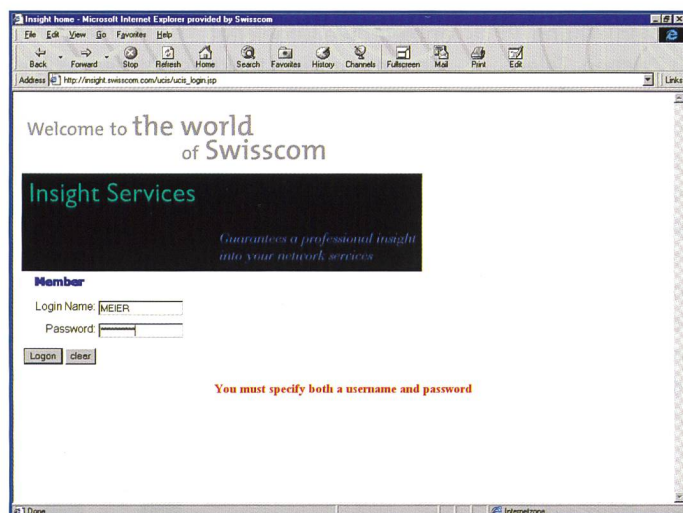 Insight home - Microsoft Internet Explorer provided by Swisscom
File Edit View Go Favorites Help
Back Forward Stop Refresh Home Search Favorites History Channels Fullscreen Mail Print Edit
Address http://insight.swisscom.com/ucis/ucis_login.jsp Links
Welcome to the world
of Swisscom
Insight Services
Guarantees a professional insight
into your network services
Member
Login Name: MEIER
Password: ********
Logon clear
You must specify both a username and password
Done Internetzone